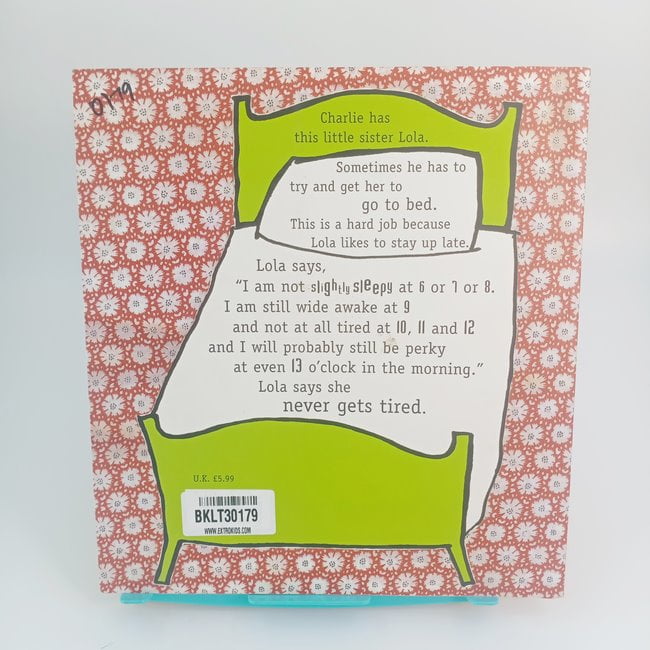 0179
Charlie has
this little sister Lola.
Sometimes he has to
try and get her to
go to bed.
This is a hard job because
Lola likes to stay up late.
Lola says,
“I am not slightly sleepy at 6 or 7 or 8.
I am still wide awake at 9
and not at all tired at 10, 11 and 12
and I will probably still be perky
at even 13 o'clock in the morning.”
Lola says she
never gets tired.
U.K. £5.99
BKLT30179
WWW.EXTROKIDS.COM